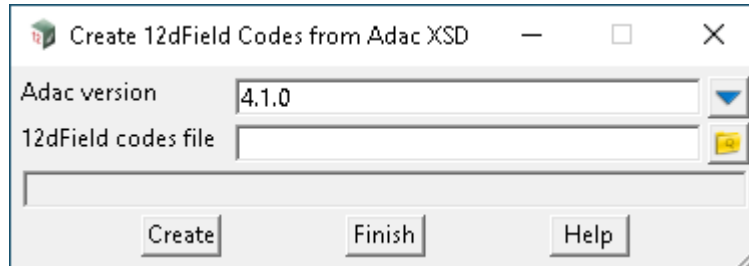 Create 12dField Codes from Adac XSD
Adac version 4.1.0
12dField codes file
Create Finish Help